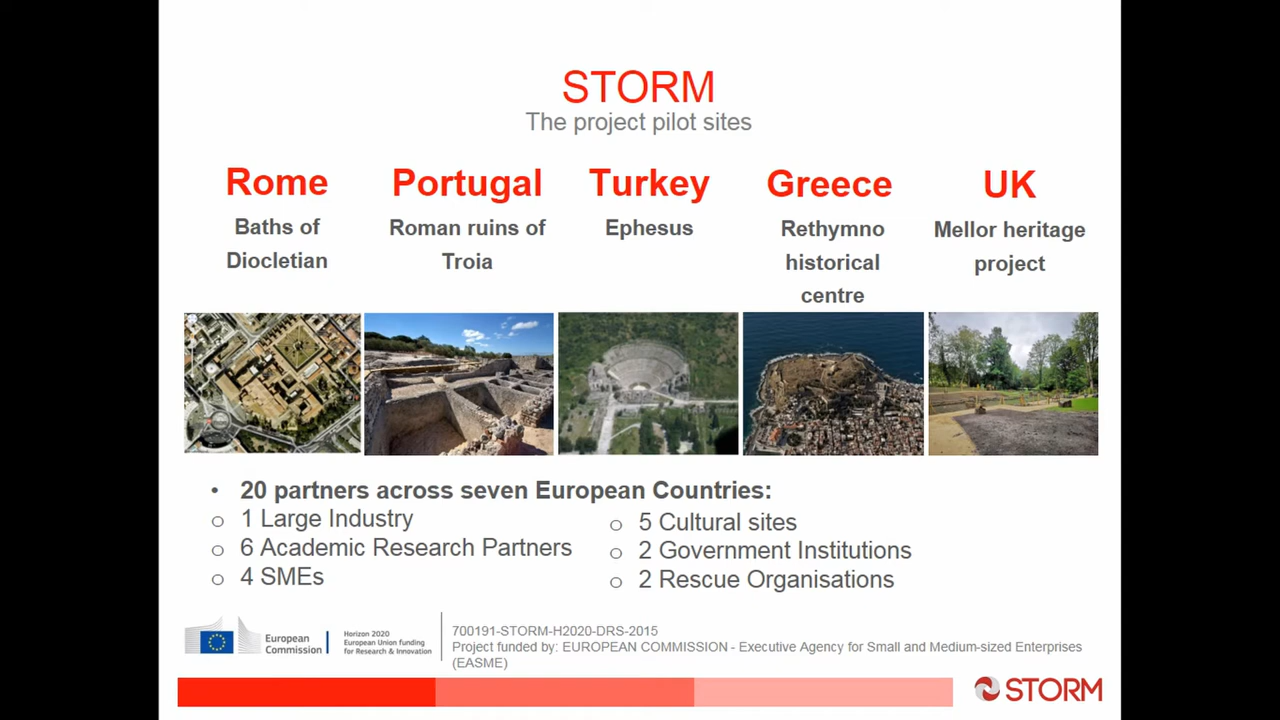 STORM
The project pilot sites
Rome
Baths of
Diocletian
Portugal
Roman ruins of
Troia
Turkey
Ephesus
Greece
Rethymno
historical
centre
UK
Mellor heritage
project
• 20 partners across seven European Countries:
o 1 Large Industry
o 6 Academic Research Partners
o 4 SMEs
o 5 Cultural sites
o 2 Government Institutions
o 2 Rescue Organisations
European
Commission
Horizon 2020
European Union funding
for Research & Innovation
700191-STORM-H2020-DRS-2015
Project funded by: EUROPEAN COMMISSION - Executive Agency for Small and Medium-sized Enterprises
(EASME)
STORM